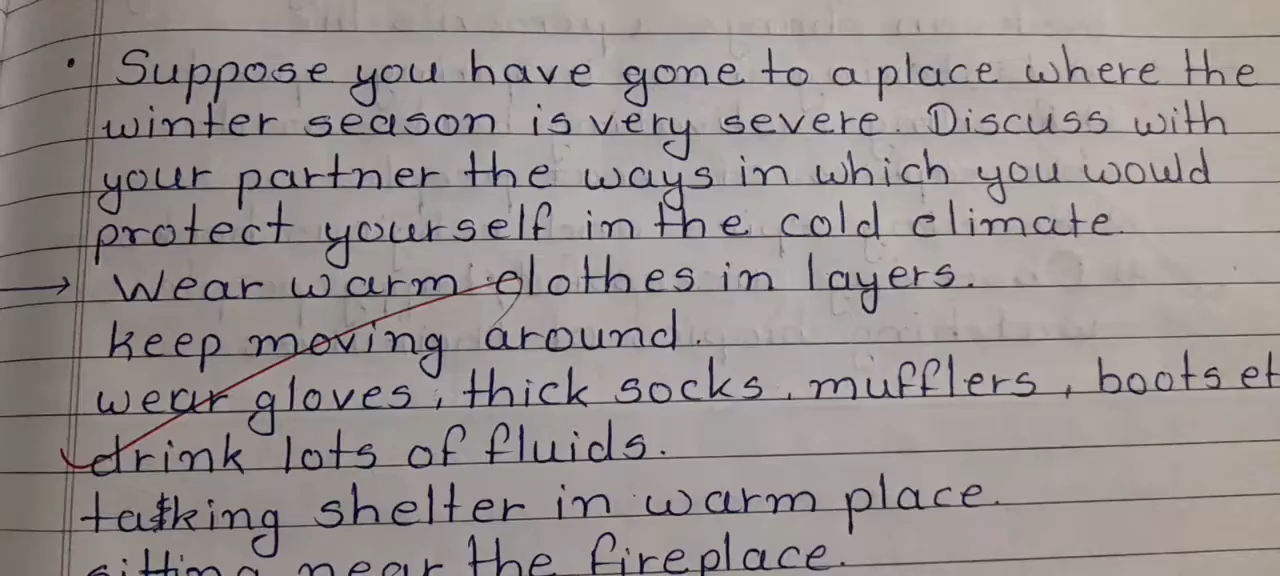 • Suppose you have gone to a place where the
winter season is very severe. Discuss with
your partner the ways in which you would
protect yourself in the cold climate.
→ Wear warm clothes in layers.
keep moving around.
wear gloves, thick socks, mufflers, boots et
drink lots of fluids.
taking shelter in warm place.
sitting near the fireplace.